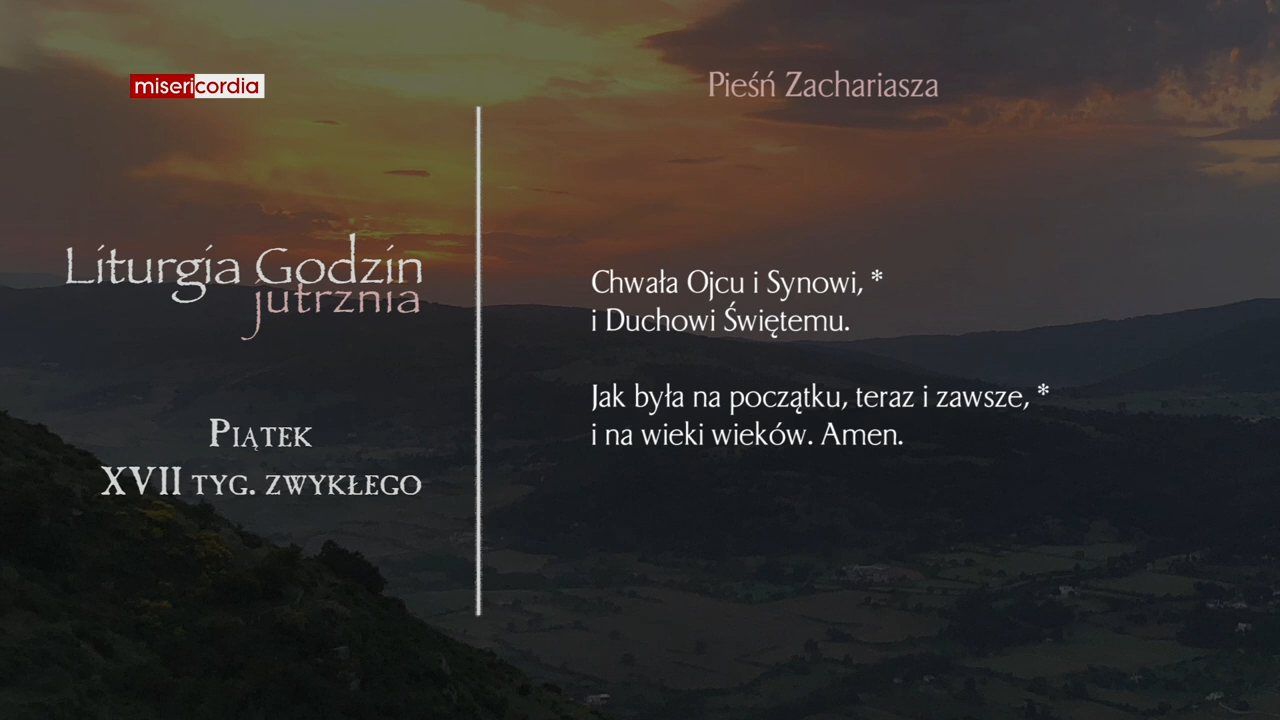 misericordia
Liturgia Godzin
jutrznia
Piątek
XVII tyg. zwykłego
Pieśń Zachariasza
Chwała Ojcu i Synowi, *
i Duchowi Świętemu.
Jak była na początku, teraz i zawsze, *
i na wieki wieków. Amen.